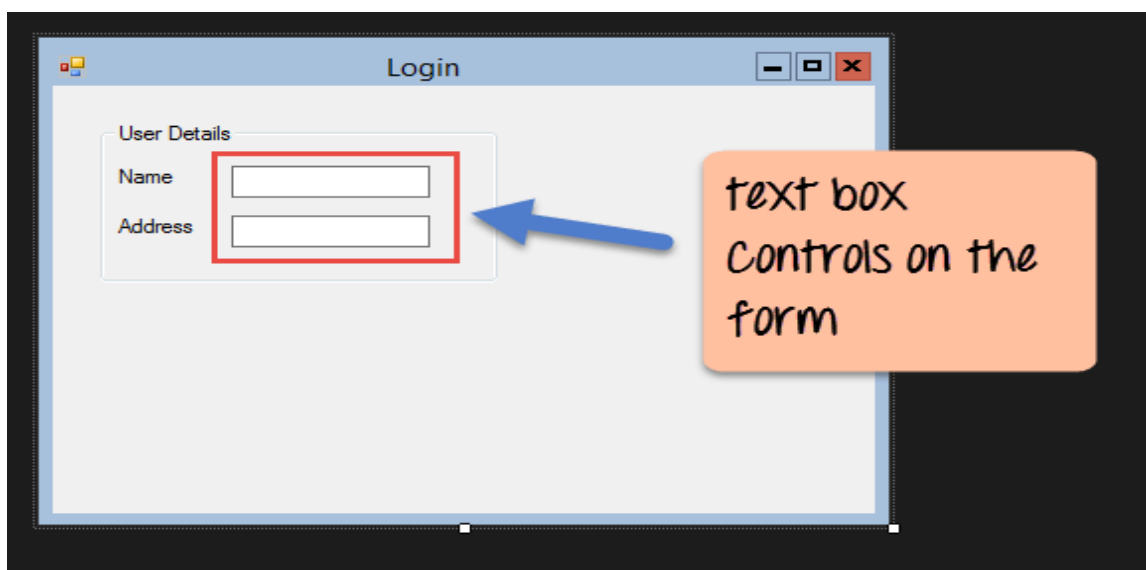 Login
User Details
Name
Address
text box
Controls on the
form